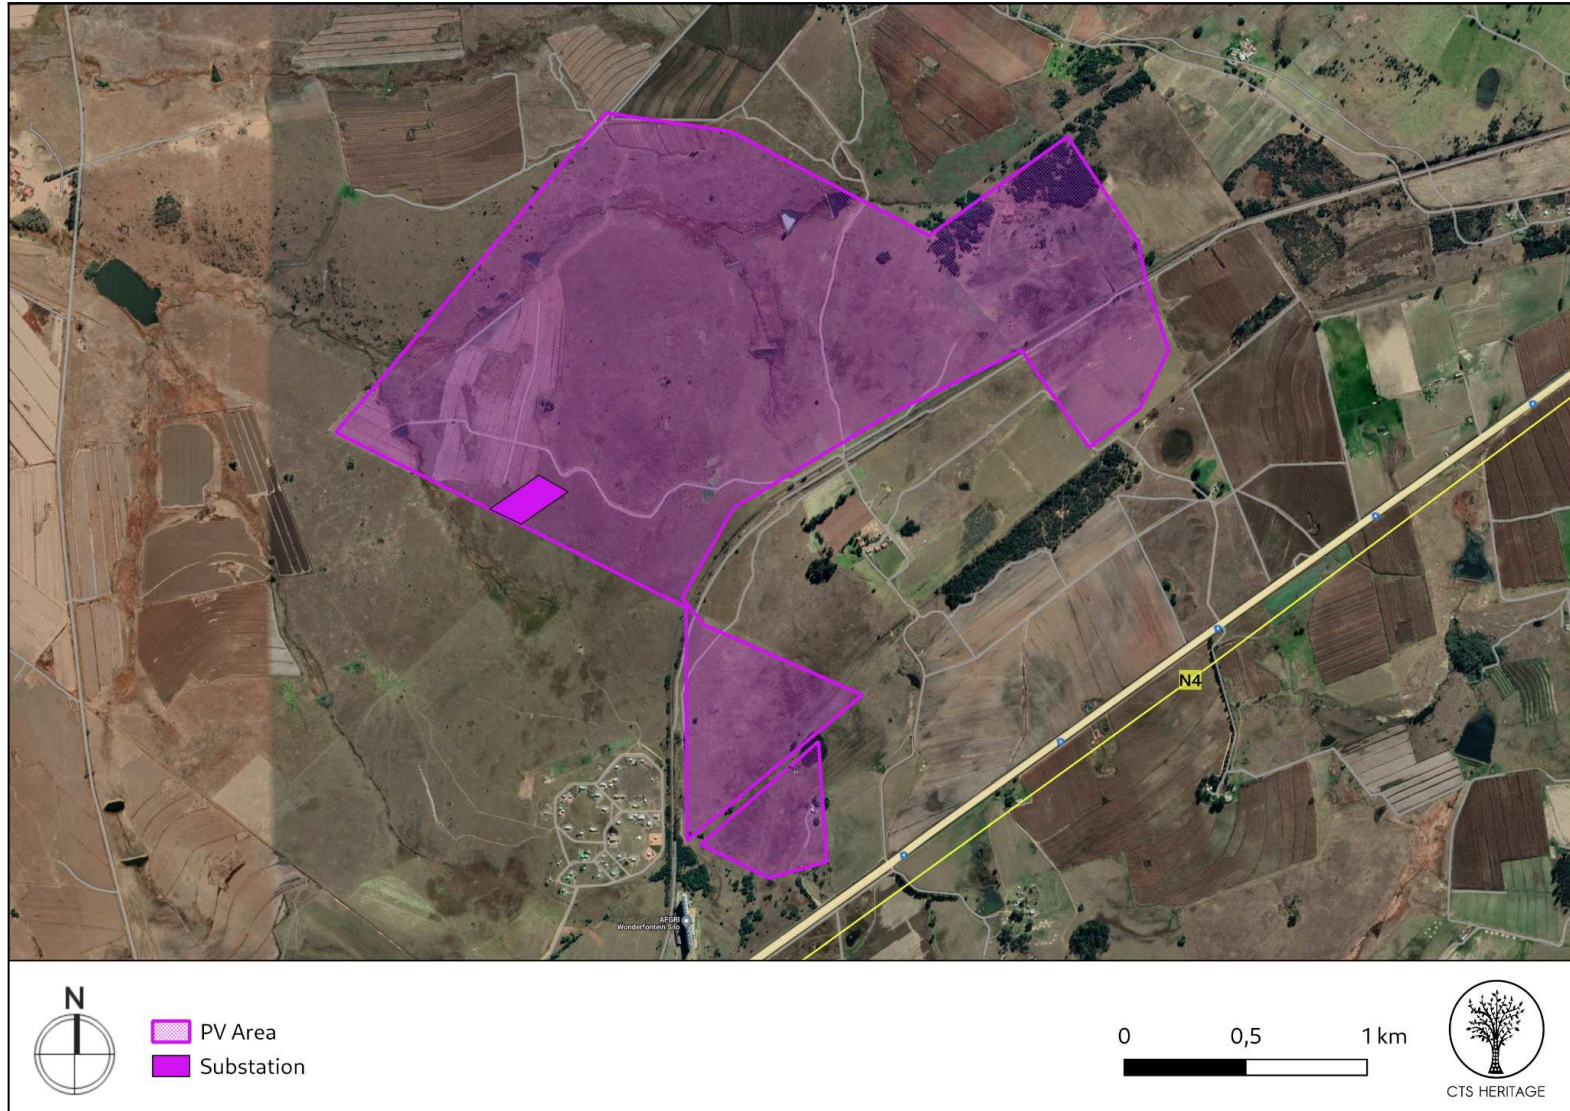 N4
AFGRI
Wonderfontein Silo
N
PV Area
Substation
0 0,5 1 km
CTS HERITAGE